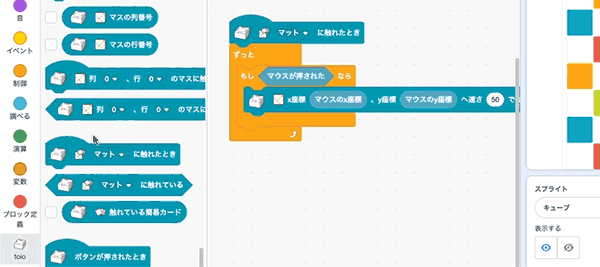 音
イベント
制御
調べる
演算
変数
ブロック定
義
toio
マスの列番号
マスの行番号
列 0 、行 0 のマスに触
列 0 、行 0 のマス
マット に触れたとき
マット に触れている
触れている簡易カード
ボタンが押されたとき
マット に触れたとき
ずっと
もし マウスが押された なら
x座標 マウスのx座標 、y座標 マウスのy座標 へ速さ 50 で
スプライト
キューブ
表示する